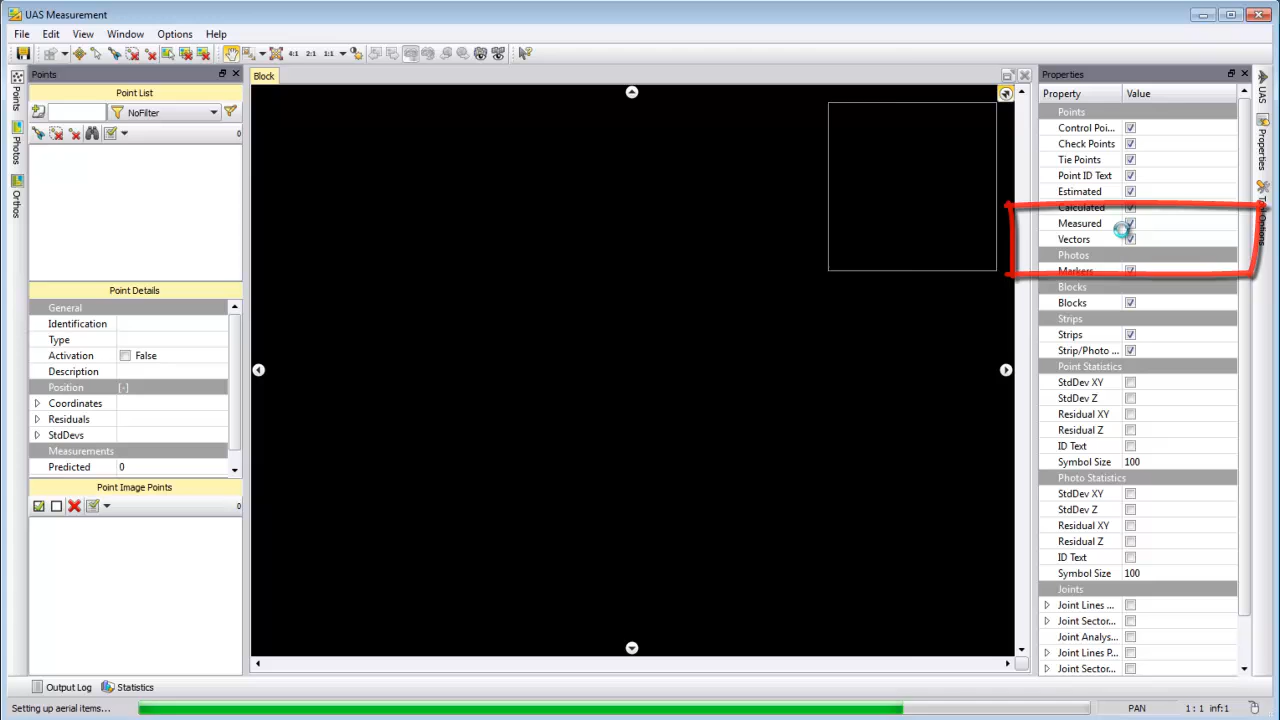 UAS Measurement
File Edit View Window Options Help
4:1 2:1 1:1
Points
Block
Properties
Points
Photos
Orthos
Point List
NoFilter
0
Point Details
General
Identification
Type
Activation False
Description
Position [-]
Coordinates
Residuals
StdDevs
Measurements
Predicted 0
Point Image Points
0
Property Value
Points
Control Poi...
Check Points
Tie Points
Point ID Text
Estimated
Calculated
Measured
Vectors
Photos
Markers
Blocks
Blocks
Strips
Strips
Strip/Photo ...
Point Statistics
StdDev XY
StdDev Z
Residual XY
Residual Z
ID Text
Symbol Size 100
Photo Statistics
StdDev XY
StdDev Z
Residual XY
Residual Z
ID Text
Symbol Size 100
Joints
Joint Lines ...
Joint Sector...
Joint Analys...
Joint Lines P...
Joint Sector...
UAS
Properties
Tool Options
Output Log Statistics
Setting up aerial items...
PAN 1:1 inf:1